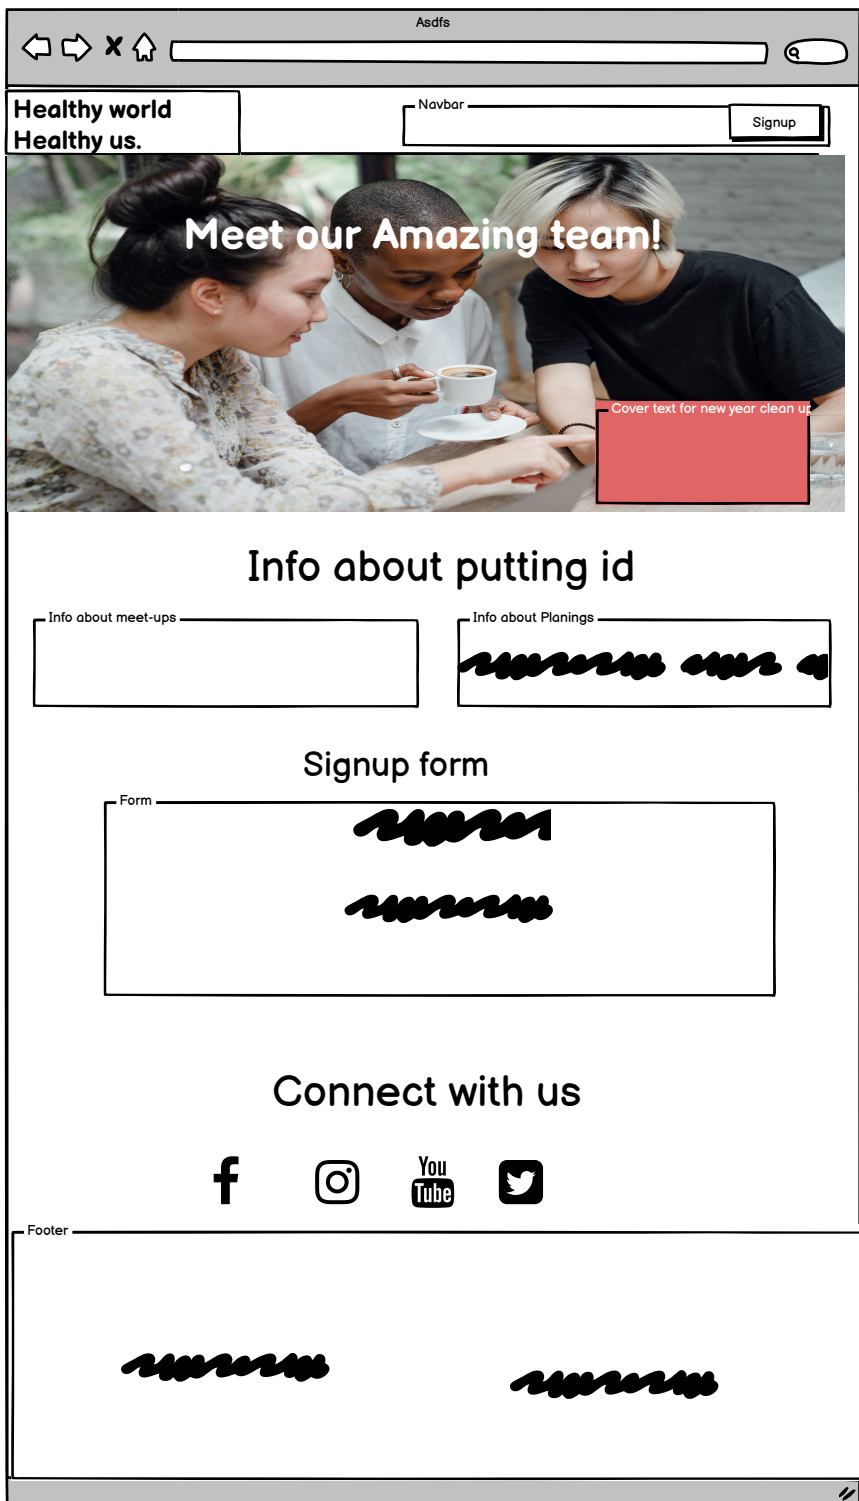 Asdfs
Healthy world
Healthy us.
Navbar
Signup
Meet our Amazing team!
Cover text for new year clean up
Info about putting id
Info about meet-ups
Info about Planings
Signup form
Form
Connect with us
You
Tube
Footer